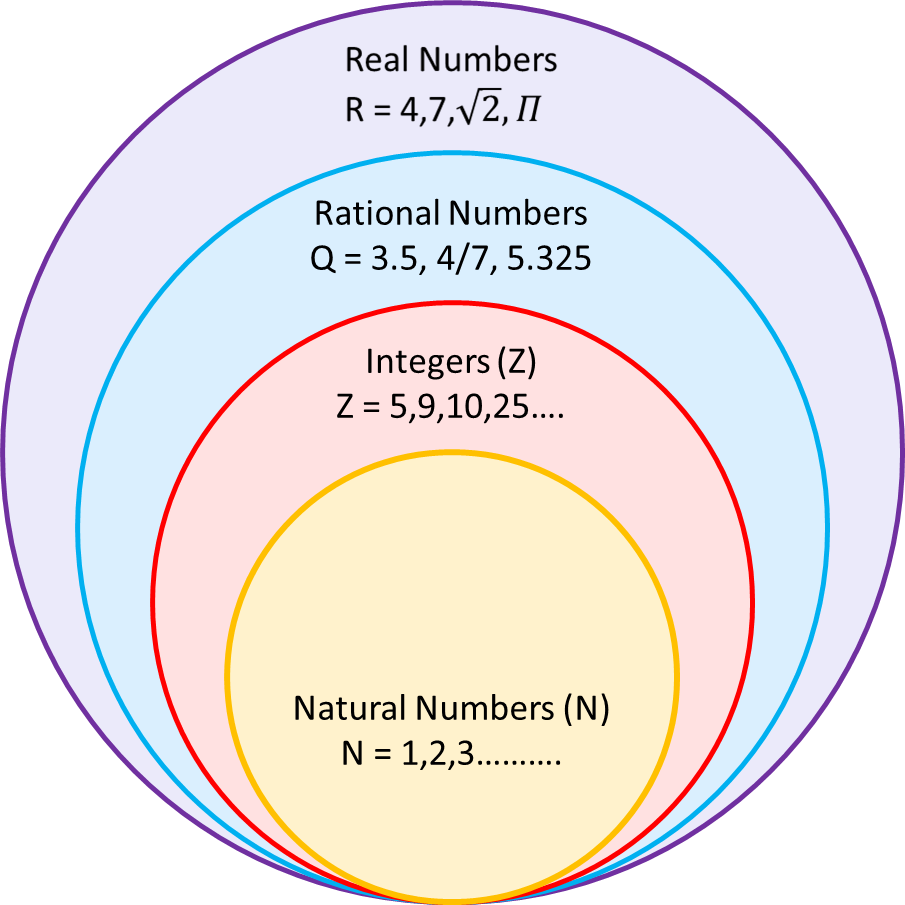 Real Numbers
R = 4,7,√2, Π
Rational Numbers
Q = 3.5, 4/7, 5.325
Integers (Z)
Z = 5,9,10,25....
Natural Numbers (N)
N = 1,2,3..........